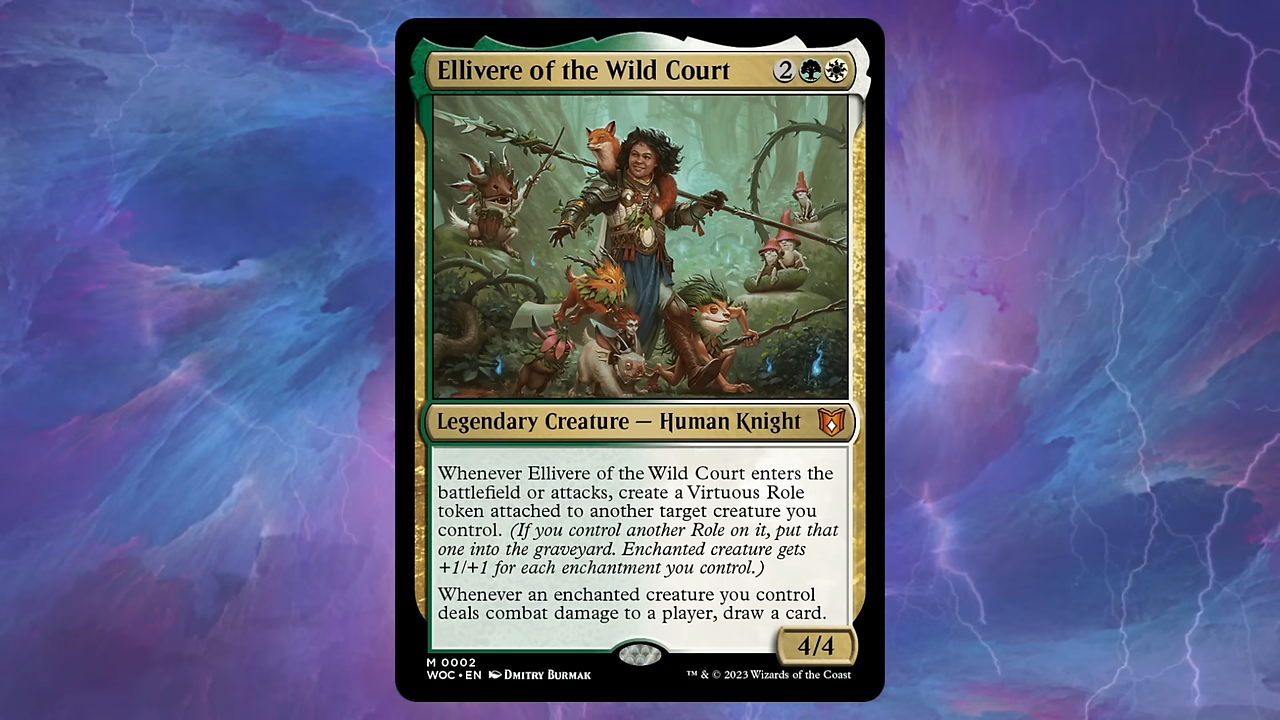 Ellivere of the Wild Court 2
Legendary Creature — Human Knight
Whenever Ellivere of the Wild Court enters the
battlefield or attacks, create a Virtuous Role
token attached to another target creature you
control. (If you control another Role on it, put that
one into the graveyard. Enchanted creature gets
+1/+1 for each enchantment you control.)
Whenever an enchanted creature you control
deals combat damage to a player, draw a card.
4/4
M 0002
WOC • EN Dmitry Burmak
™ & © 2023 Wizards of the Coast